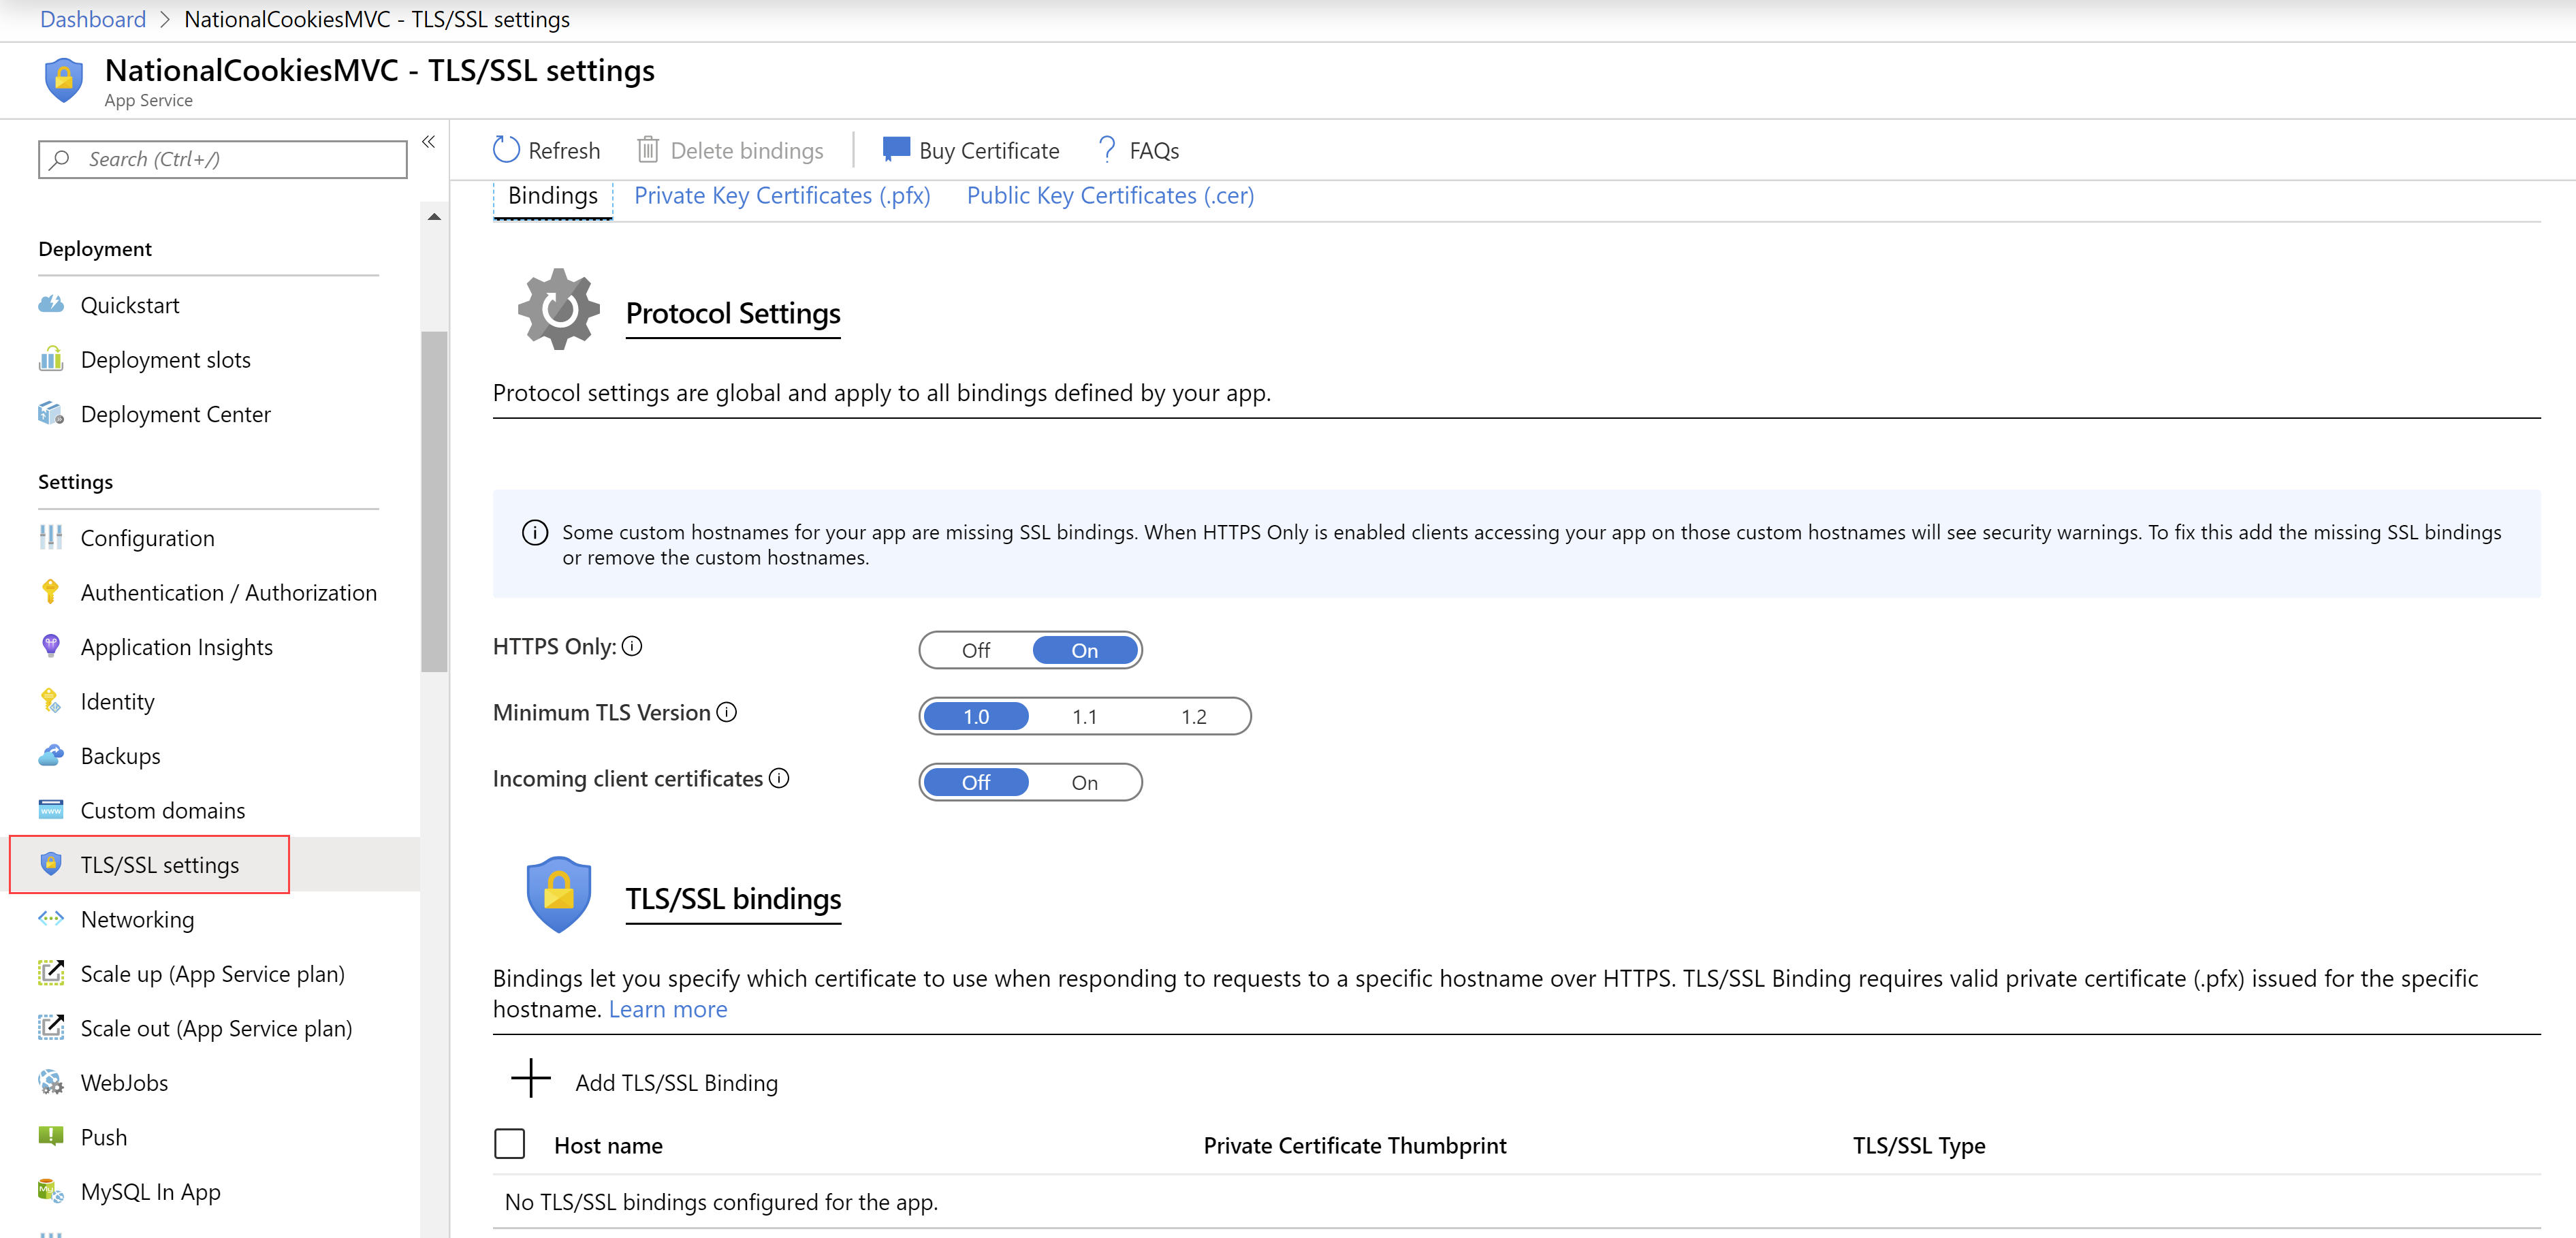 Dashboard > NationalCookiesMVC - TLS/SSL settings
NationalCookiesMVC - TLS/SSL settings
App Service
Search (Ctrl+/)
«
Deployment
Quickstart
Deployment slots
Deployment Center
Settings
Configuration
Authentication / Authorization
Application Insights
Identity
Backups
Custom domains
TLS/SSL settings
Networking
Scale up (App Service plan)
Scale out (App Service plan)
WebJobs
Push
MySQL In App
Refresh Delete bindings Buy Certificate ? FAQs
Bindings Private Key Certificates (.pfx) Public Key Certificates (.cer)
Protocol Settings
Protocol settings are global and apply to all bindings defined by your app.
Some custom hostnames for your app are missing SSL bindings. When HTTPS Only is enabled clients accessing your app on those custom hostnames will see security warnings. To fix this add the missing SSL bindings
or remove the custom hostnames.
HTTPS Only: Off On
Minimum TLS Version 1.0 1.1 1.2
Incoming client certificates Off On
TLS/SSL bindings
Bindings let you specify which certificate to use when responding to requests to a specific hostname over HTTPS. TLS/SSL Binding requires valid private certificate (.pfx) issued for the specific
hostname. Learn more
Add TLS/SSL Binding
Host name Private Certificate Thumbprint TLS/SSL Type
No TLS/SSL bindings configured for the app.